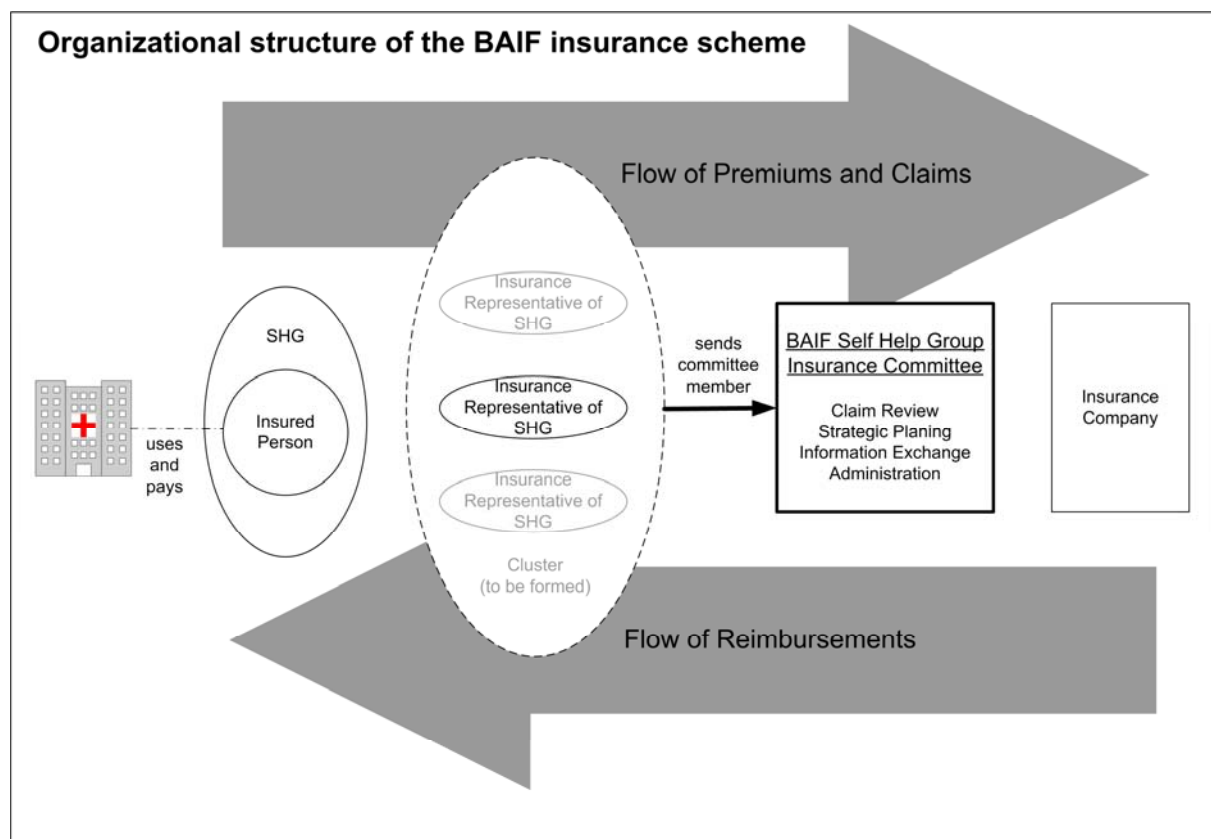 Organizational structure of the BAIF insurance scheme
Flow of Premiums and Claims
Insurance
Representative of
SHG
SHG
Insured
Person
uses
and
pays
Insurance
Representative of
SHG
sends
committee
member
BAIF Self Help Group
Insurance Committee
Claim Review
Strategic Planing
Information Exchange
Administration
Insurance
Company
Insurance
Representative of
SHG
Cluster
(to be formed)
Flow of Reimbursements